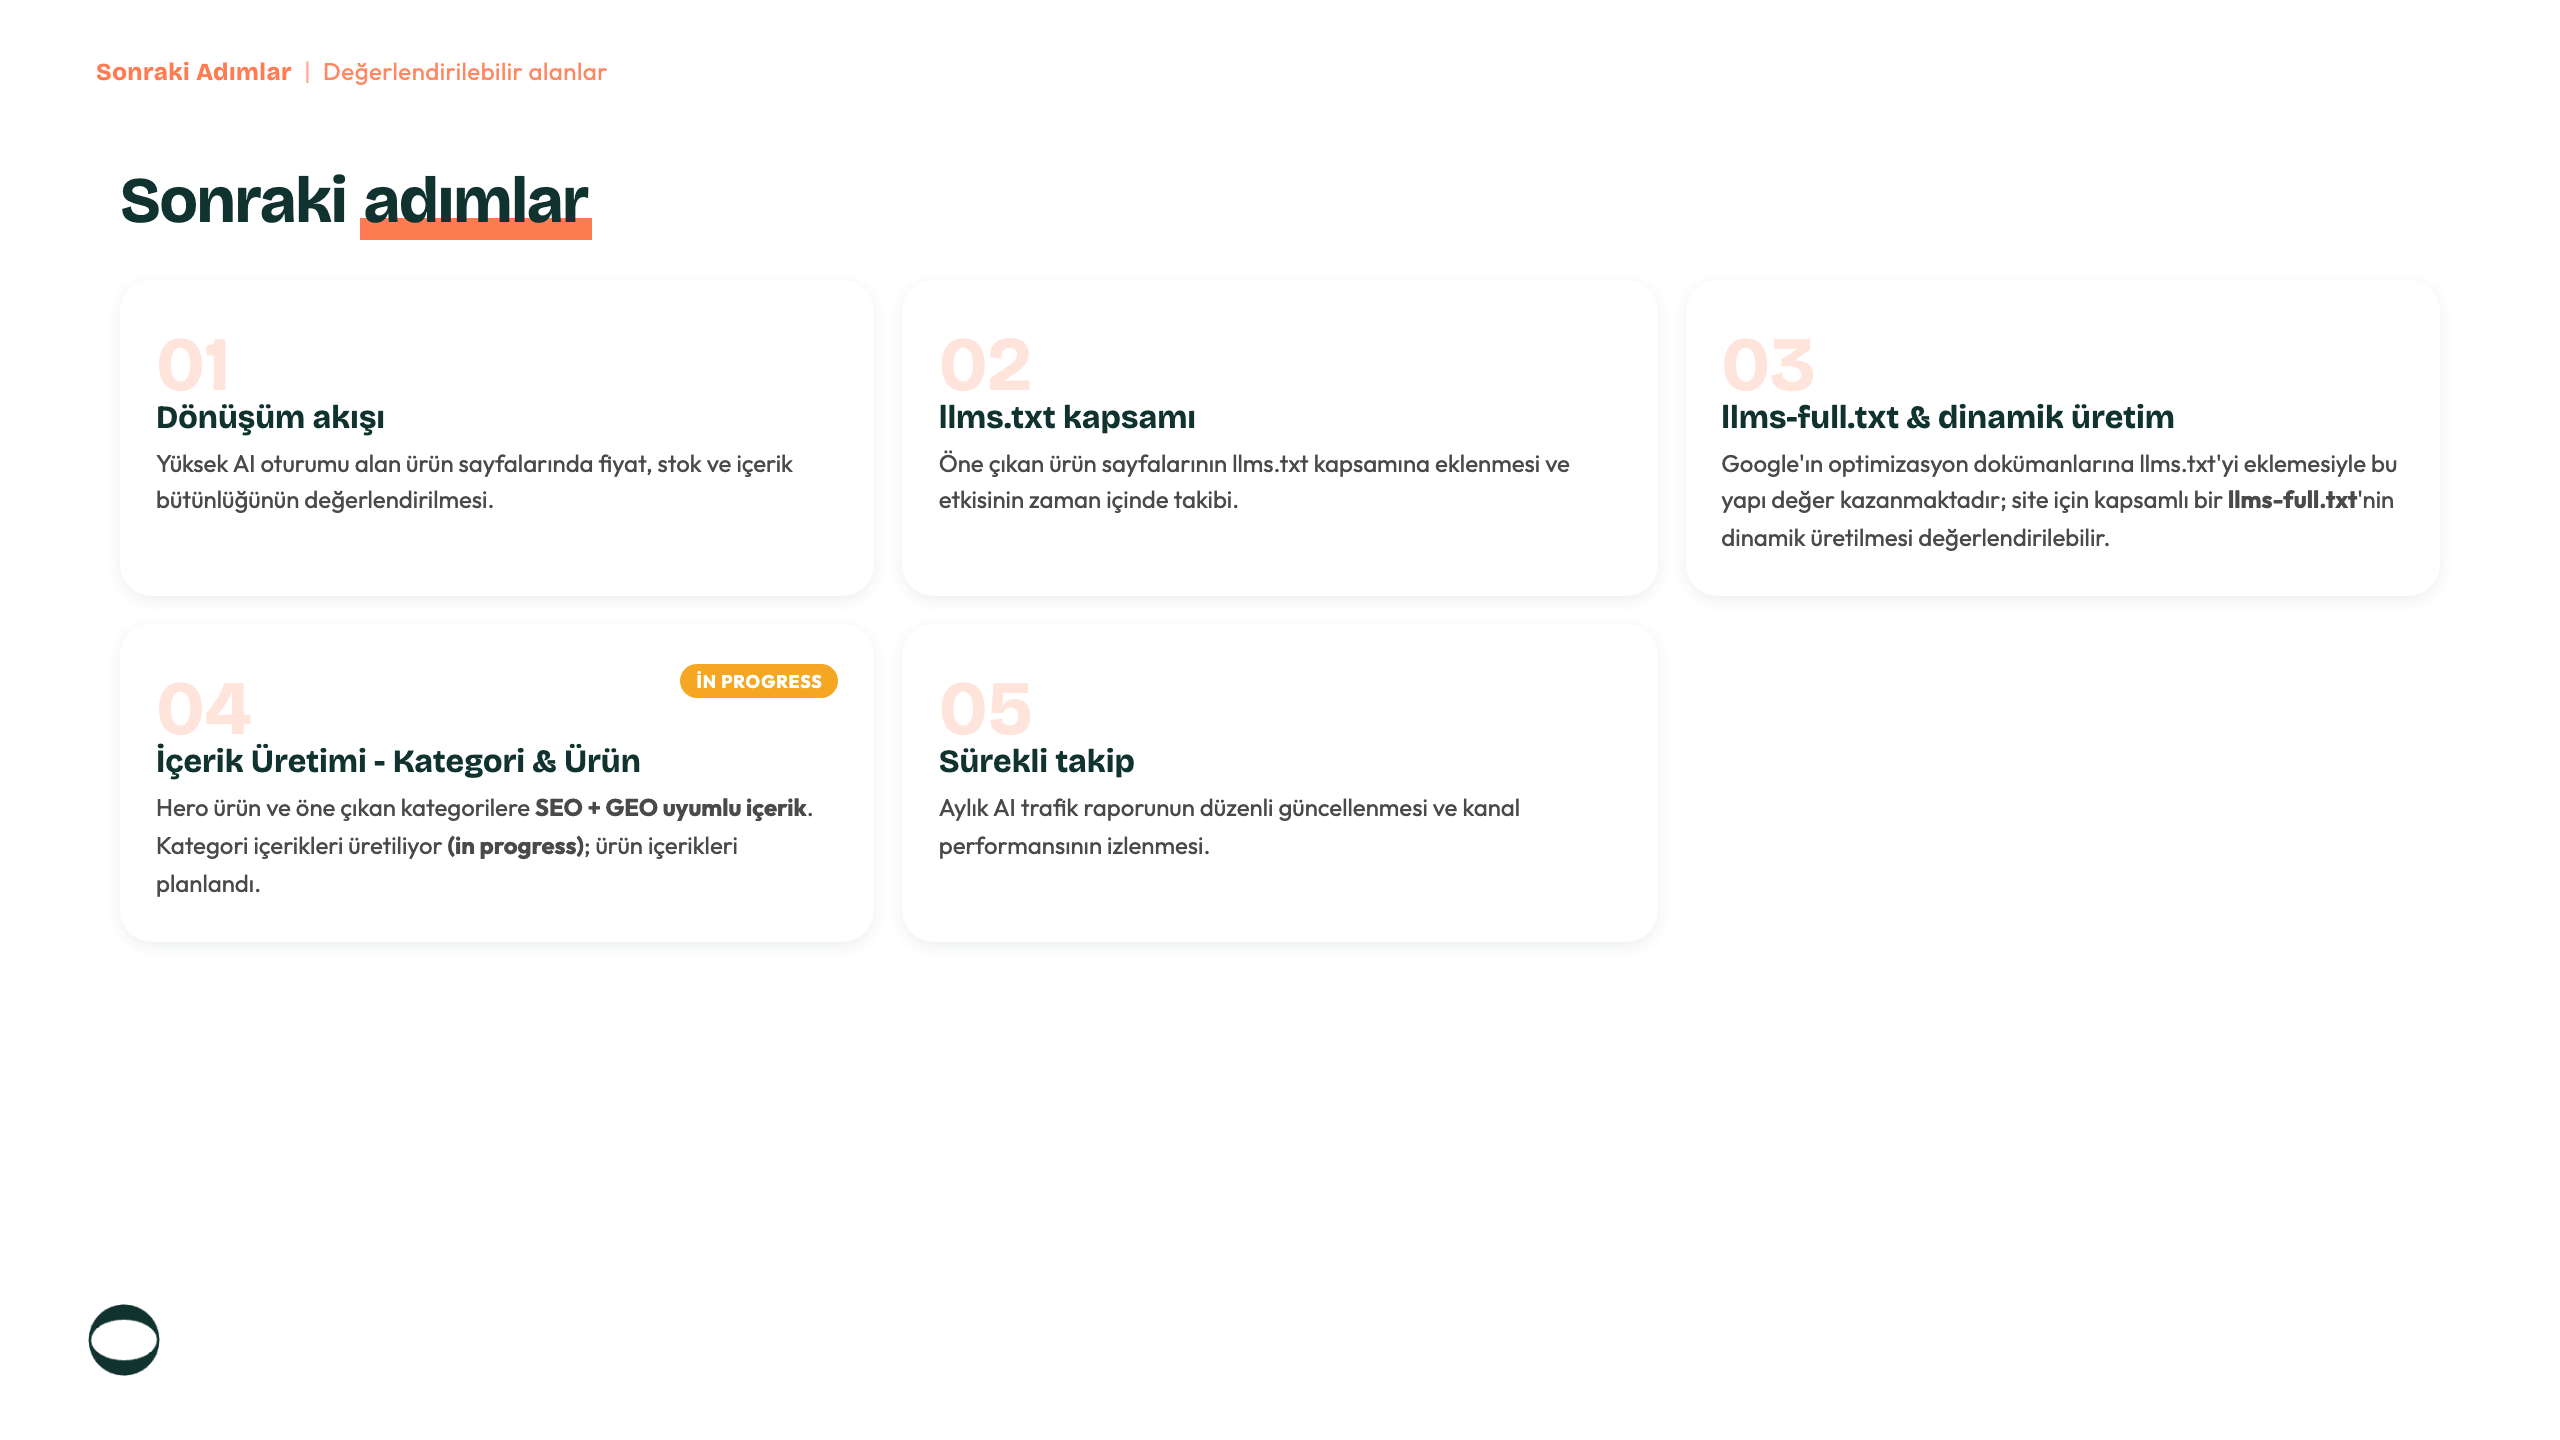 Sonraki Adımlar | Değerlendirilebilir alanlar
Sonraki adımlar
01
Dönüşüm akışı
Yüksek AI oturumu alan ürün sayfalarında fiyat, stok ve içerik
bütünlüğünün değerlendirilmesi.
02
llms.txt kapsamı
Öne çıkan ürün sayfalarının llms.txt kapsamına eklenmesi ve
etkisinin zaman içinde takibi.
03
llms-full.txt & dinamik üretim
Google'ın optimizasyon dokümanlarına llms.txt'yi eklemesiyle bu
yapı değer kazanmaktadır; site için kapsamlı bir llms-full.txt'nin
dinamik üretilmesi değerlendirilebilir.
04
İN PROGRESS
İçerik Üretimi - Kategori & Ürün
Hero ürün ve öne çıkan kategorilere SEO + GEO uyumlu içerik.
Kategori içerikleri üretiliyor (in progress); ürün içerikleri
planlandı.
05
Sürekli takip
Aylık AI trafik raporunun düzenli güncellenmesi ve kanal
performansının izlenmesi.